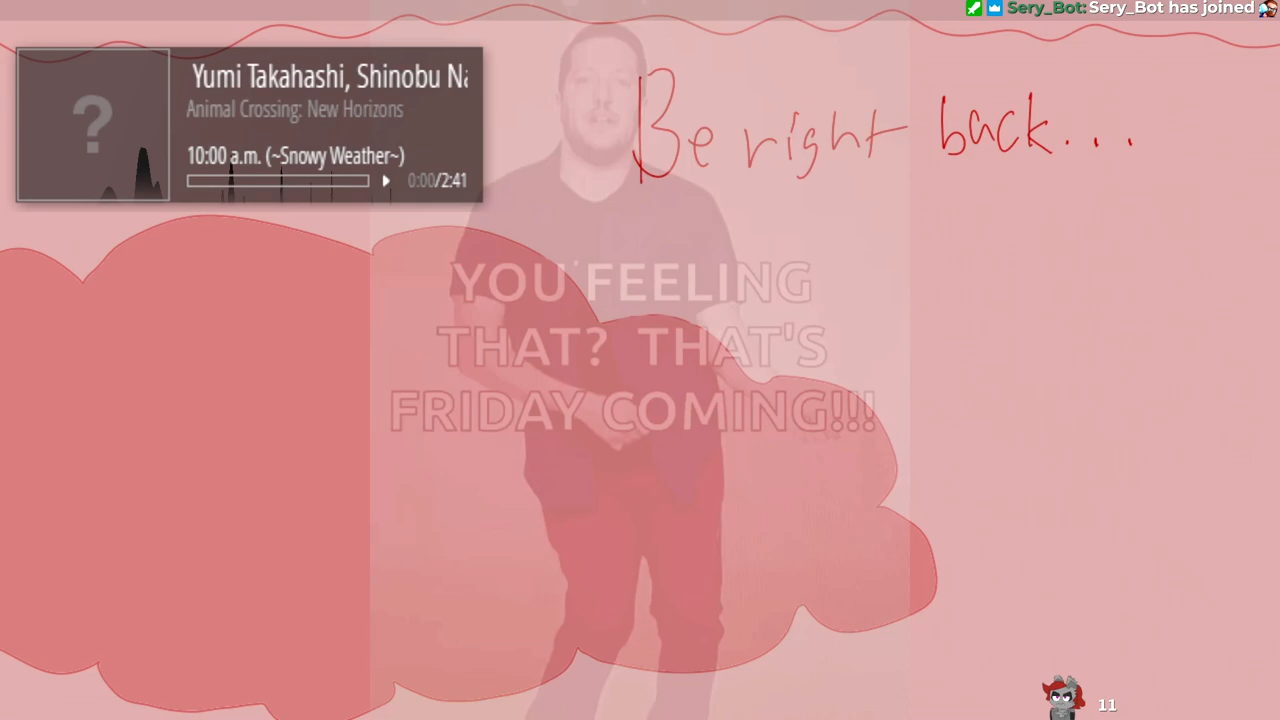 Sery_Bot: Sery_Bot has joined
Yumi Takahashi, Shinobu
Animal Crossing: New Horizons
10:00 a.m. (~Snowy Weather~)
0:00/2:41
?
Be right back...
YOU FEELING
THAT? THAT'S
FRIDAY COMING!!!
11